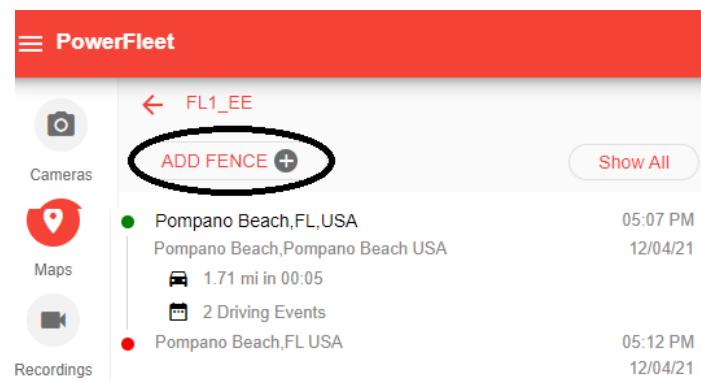 PowerFleet
FL1_EE
ADD FENCE
Show All
Cameras
Pompano Beach,FL,USA
05:07 PM
Pompano Beach,Pompano Beach USA
12/04/21
Maps
1.71 mi in 00:05
2 Driving Events
Pompano Beach,FL USA
05:12 PM
Recordings
12/04/21